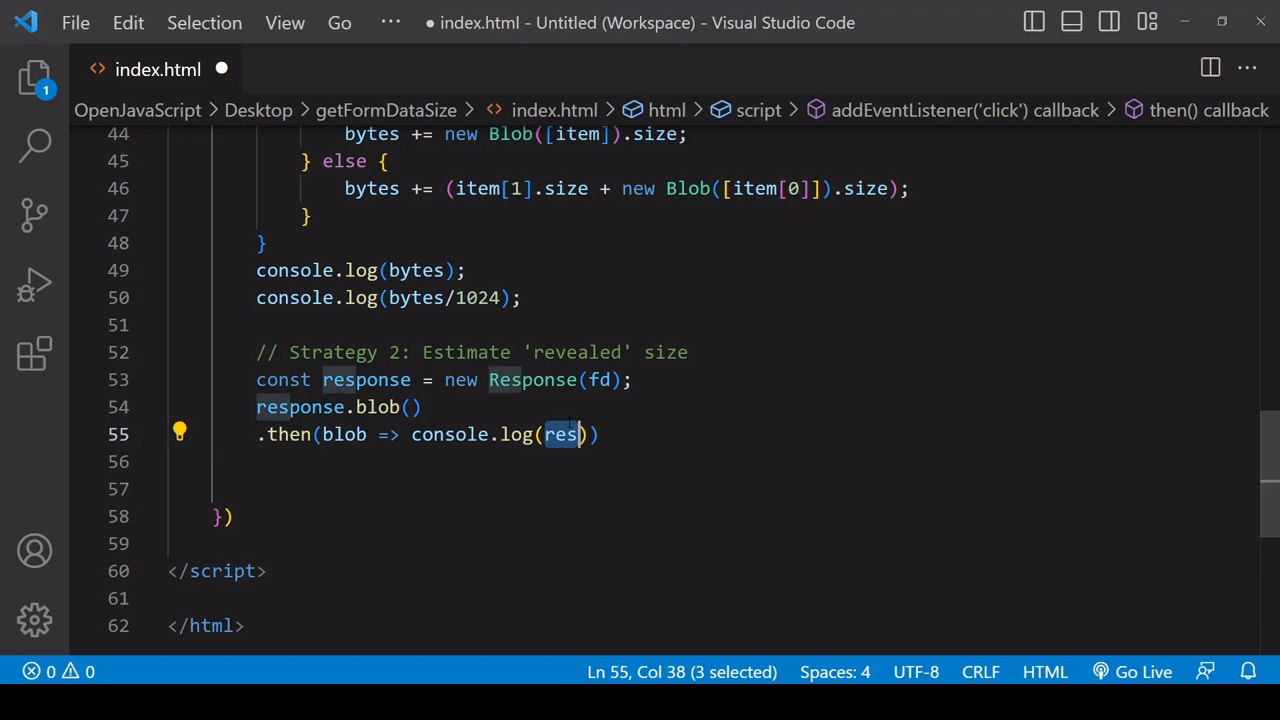 File Edit Selection View Go ··· ● index.html - Untitled (Workspace) - Visual Studio Code
<> index.html ●
OpenJavaScript > Desktop > getFormDataSize > <> index.html > html > script > addEventListener('click') callback > then() callback
1
44 bytes += new Blob([item]).size;
45 } else {
46 bytes += (item[1].size + new Blob([item[0]]).size);
47 }
48 }
49 console.log(bytes);
50 console.log(bytes/1024);
51
52 // Strategy 2: Estimate 'revealed' size
53 const response = new Response(fd);
54 response.blob()
55 .then(blob => console.log(res))
56
57
58 })
59
60 </script>
61
62 </html>
0 0 Ln 55, Col 38 (3 selected) Spaces: 4 UTF-8 CRLF HTML Go Live